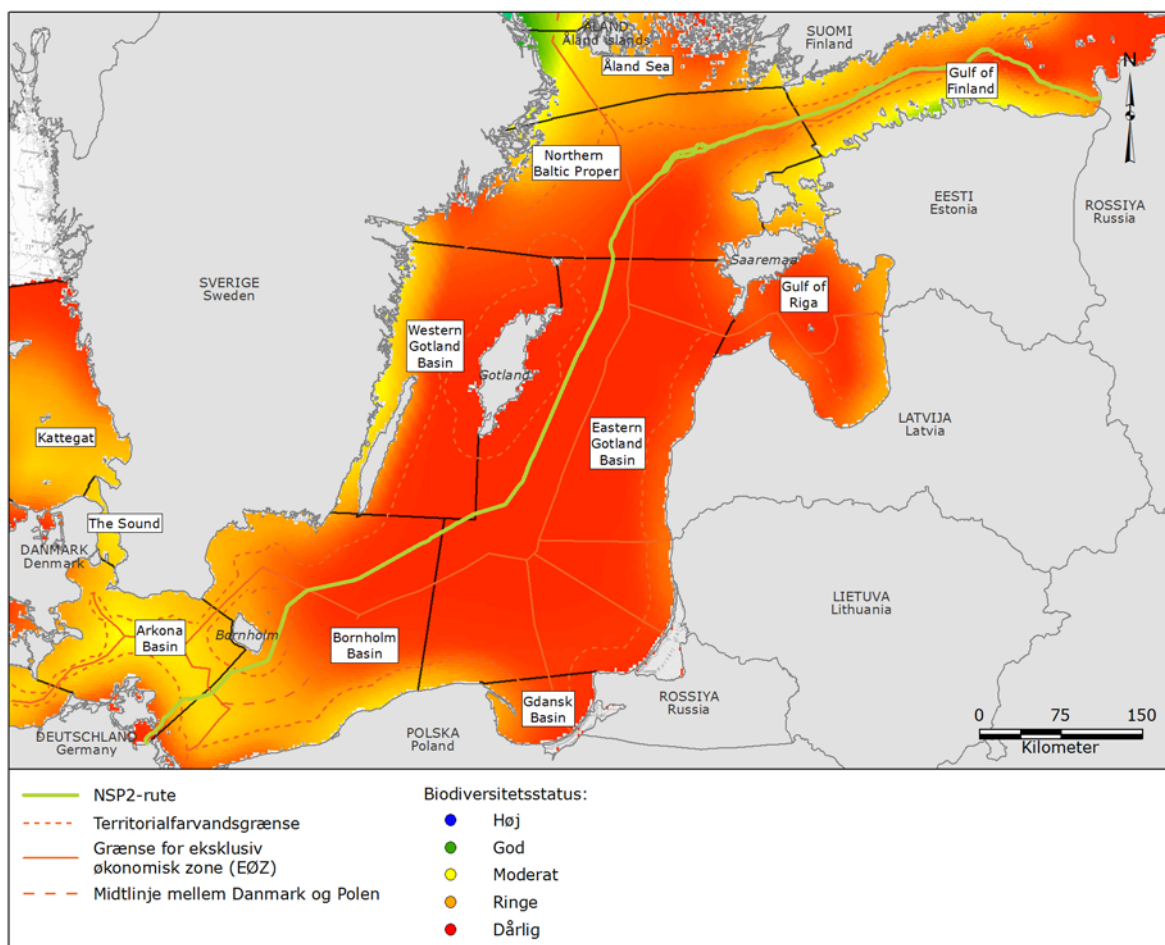 ÅLAND
Åland islands
SUOMI
Finland
Åland Sea
N
Gulf of
Finland
Northern
Baltic Proper
EESTI
Estonia
ROSSIYA
Russia
SVERIGE
Sweden
Saaremaa
Gulf of
Riga
Western
Gotland
Basin
Gotland
LATVIJA
Latvia
Kattegat
Eastern
Gotland
Basin
The Sound
DANMARK
Denmark
LIETUVA
Lithuania
Arkona
Basin
Bornholm
Bornholm
Basin
Gdansk
Basin
ROSSIYA
Russia
DEUTSCHLAND
Germany
POLSKA
Poland
0 75 150
Kilometer
NSP2-rute
Territorialfarvandsgrænse
Grænse for eksklusiv
økonomisk zone (EØZ)
Midtlinje mellem Danmark og Polen
Biodiversitetsstatus:
Høj
God
Moderat
Ringe
Dårlig